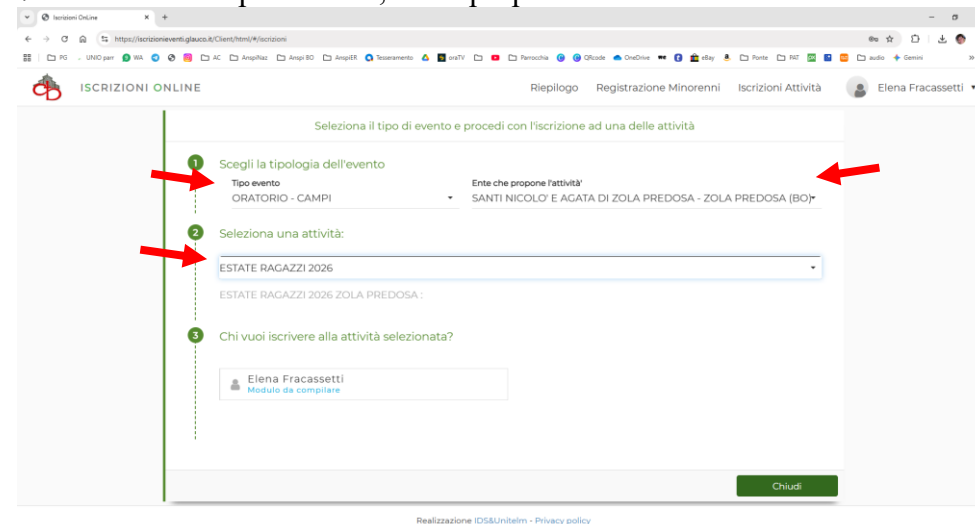 Iscrizioni OnLine
https://iscrizionieventi.glauco.it/Client/html/#/iscrizioni
PG UNIO parr WA AC AnspiNaz Anspi BO AnspiER Tesseramento oraTV Parrocchia QRcode OneDrive eBay Ponte PAT audio Gemini
ISCRIZIONI ONLINE Riepilogo Registrazione Minorenni Iscrizioni Attività Elena Fracassetti
Seleziona il tipo di evento e procedi con l'iscrizione ad una delle attività
1 Scegli la tipologia dell'evento
Tipo evento Ente che propone l'attività'
ORATORIO - CAMPI SANTI NICOLO' E AGATA DI ZOLA PREDOSA - ZOLA PREDOSA (BO)
2 Seleziona una attività:
ESTATE RAGAZZI 2026
ESTATE RAGAZZI 2026 ZOLA PREDOSA :
3 Chi vuoi iscrivere alla attività selezionata?
Elena Fracassetti
Modulo da compilare
Chiudi
Realizzazione IDS&Unitelm - Privacy policy